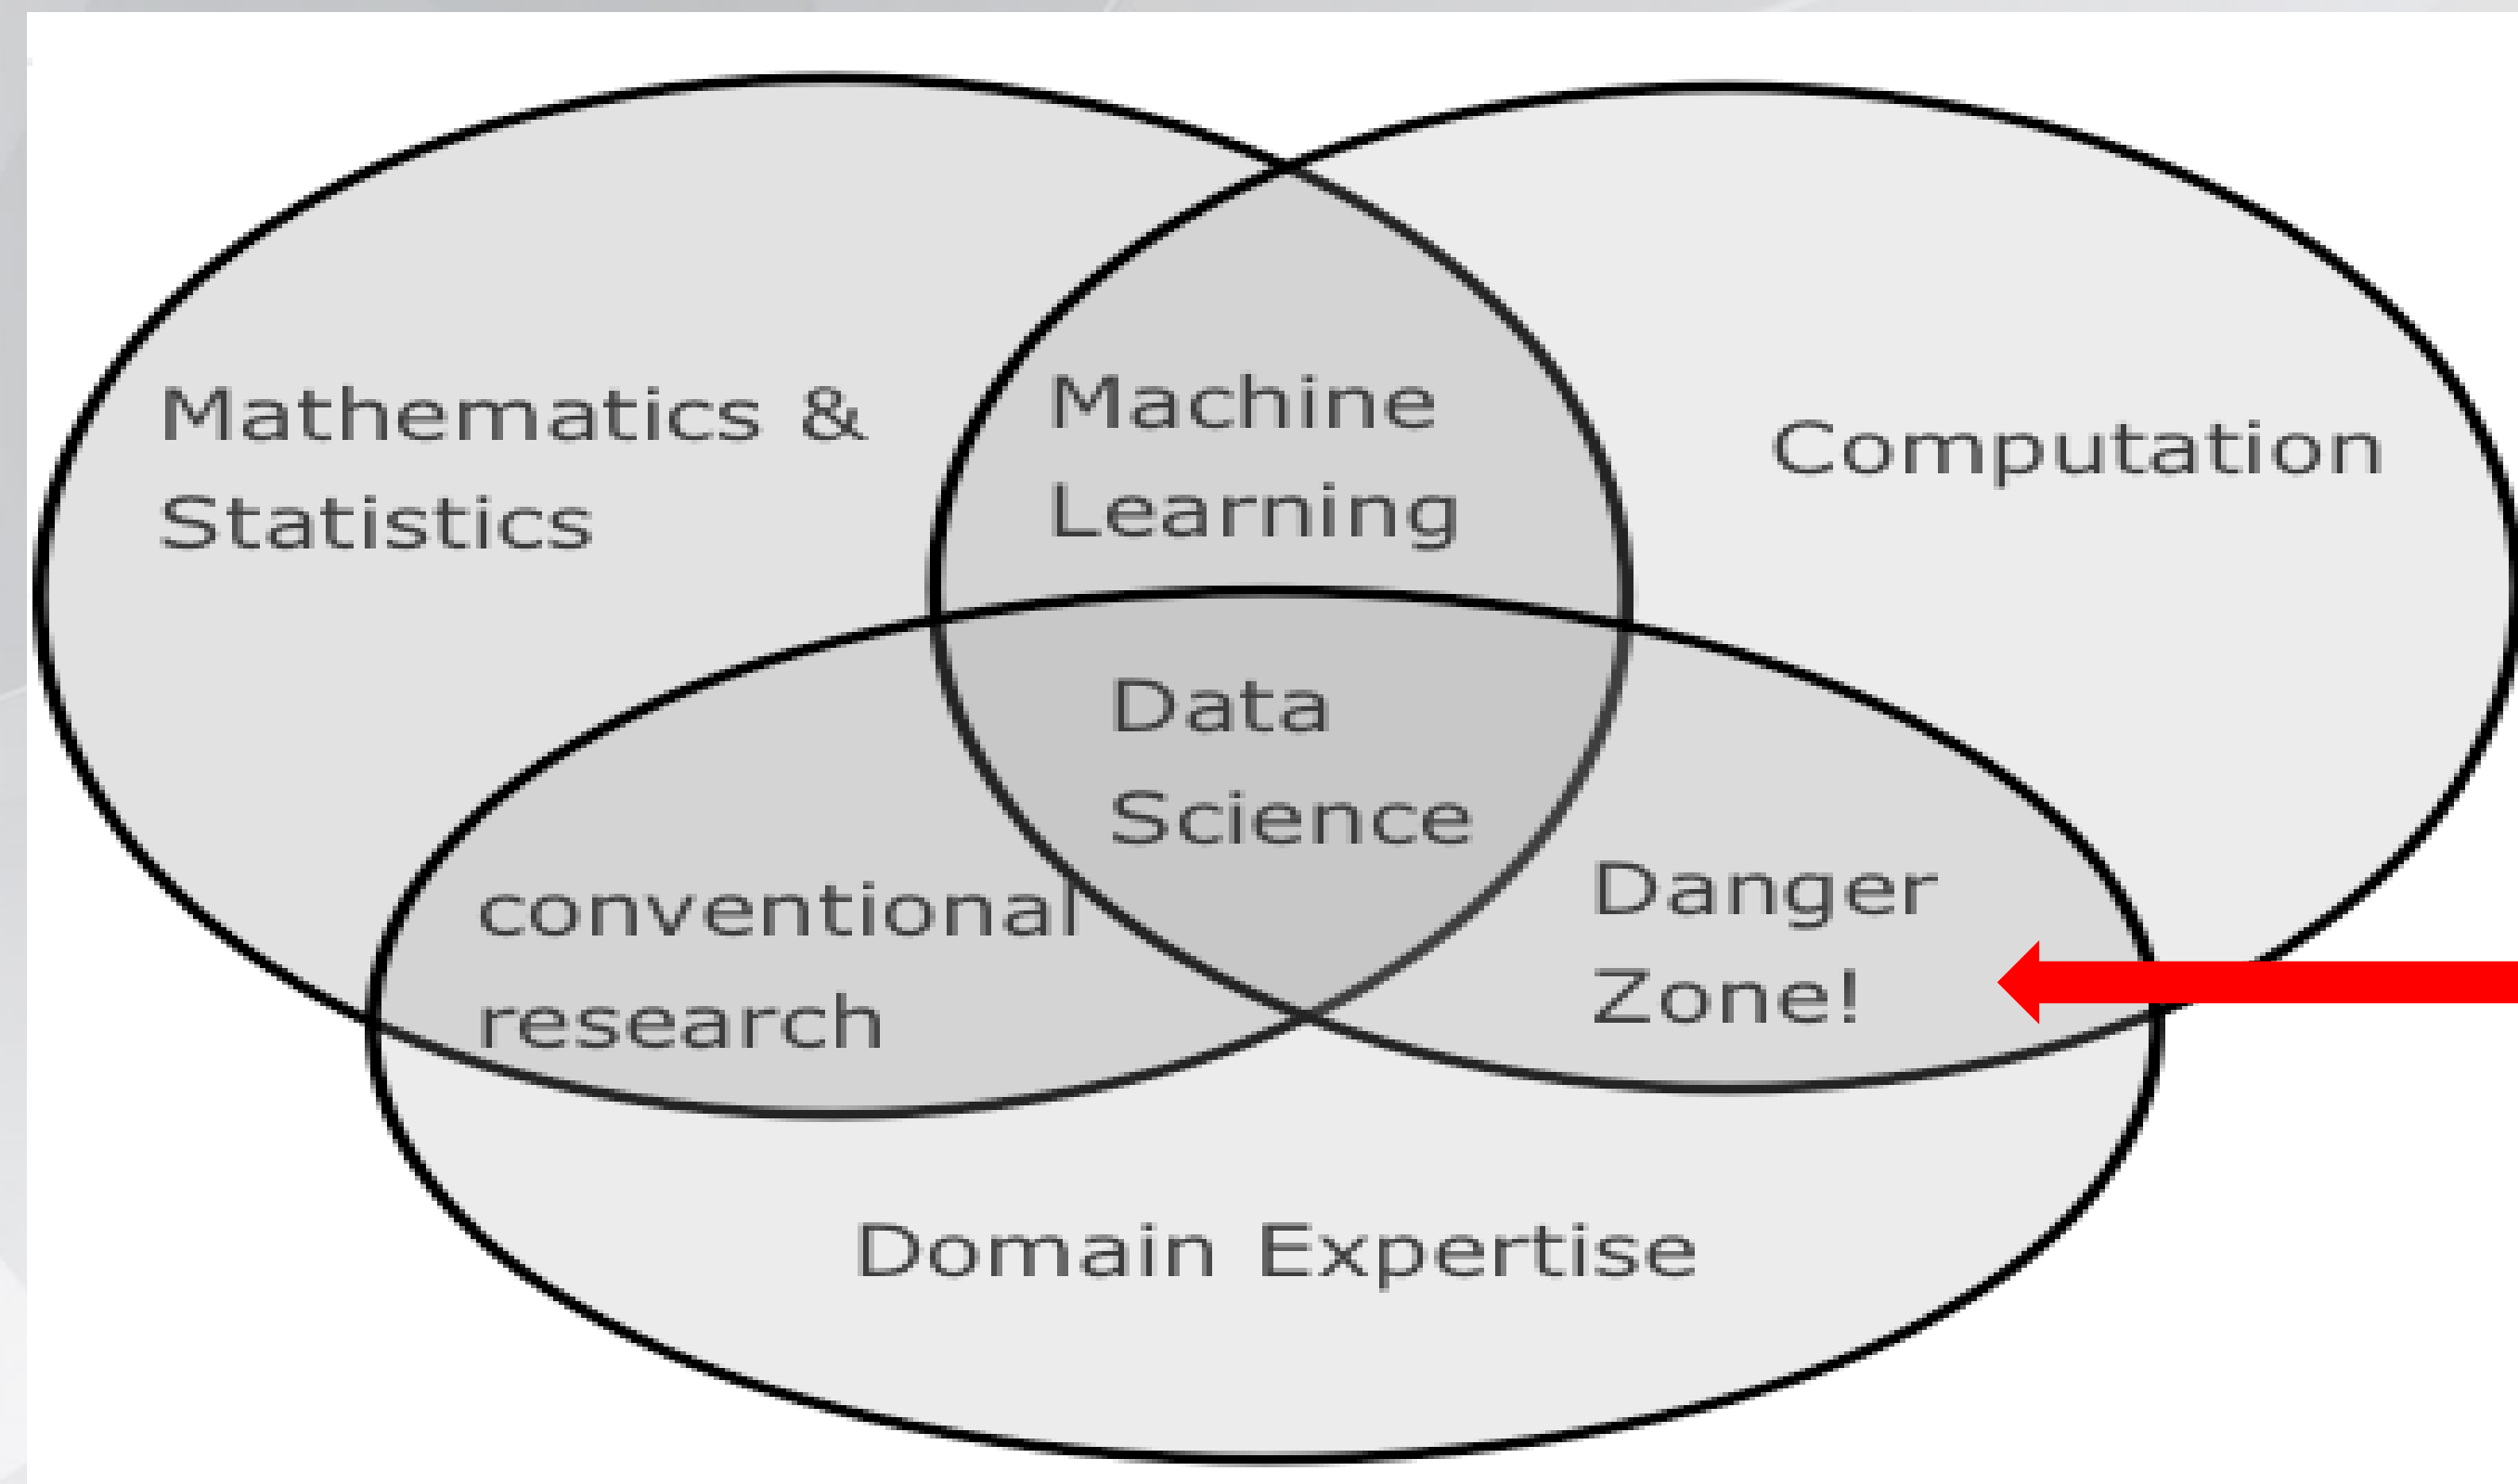 Mathematics &
Statistics
Machine
Learning
Computation
Data
Science
conventional
research
Danger
Zone!
Domain Expertise